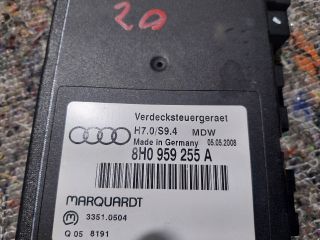 20
Verdecksteuergeraet
H7.0/S9.4 MDW
Made in Germany 05.05.2008
8H0 959 255 A
MARQUARDT
m 3351.0504
Q 05 8191